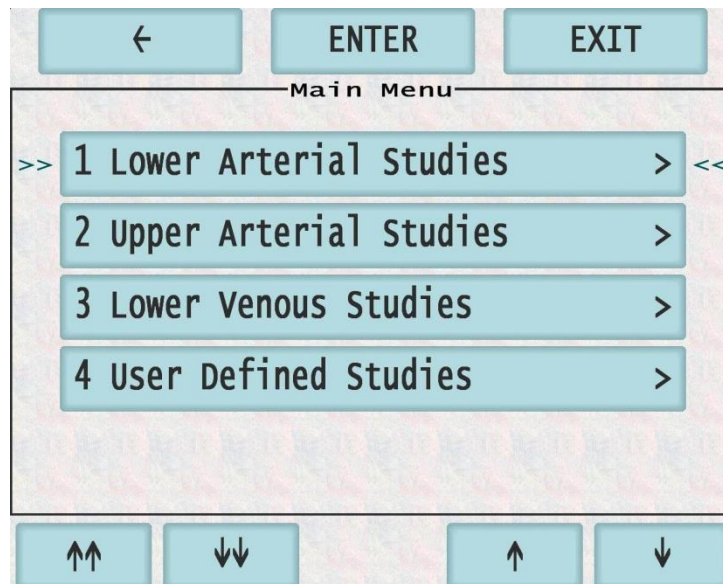 ← ENTER EXIT
Main Menu
>> 1 Lower Arterial Studies > <<
2 Upper Arterial Studies >
3 Lower Venous Studies >
4 User Defined Studies >
↑↑ ↓↓ ↑ ↓